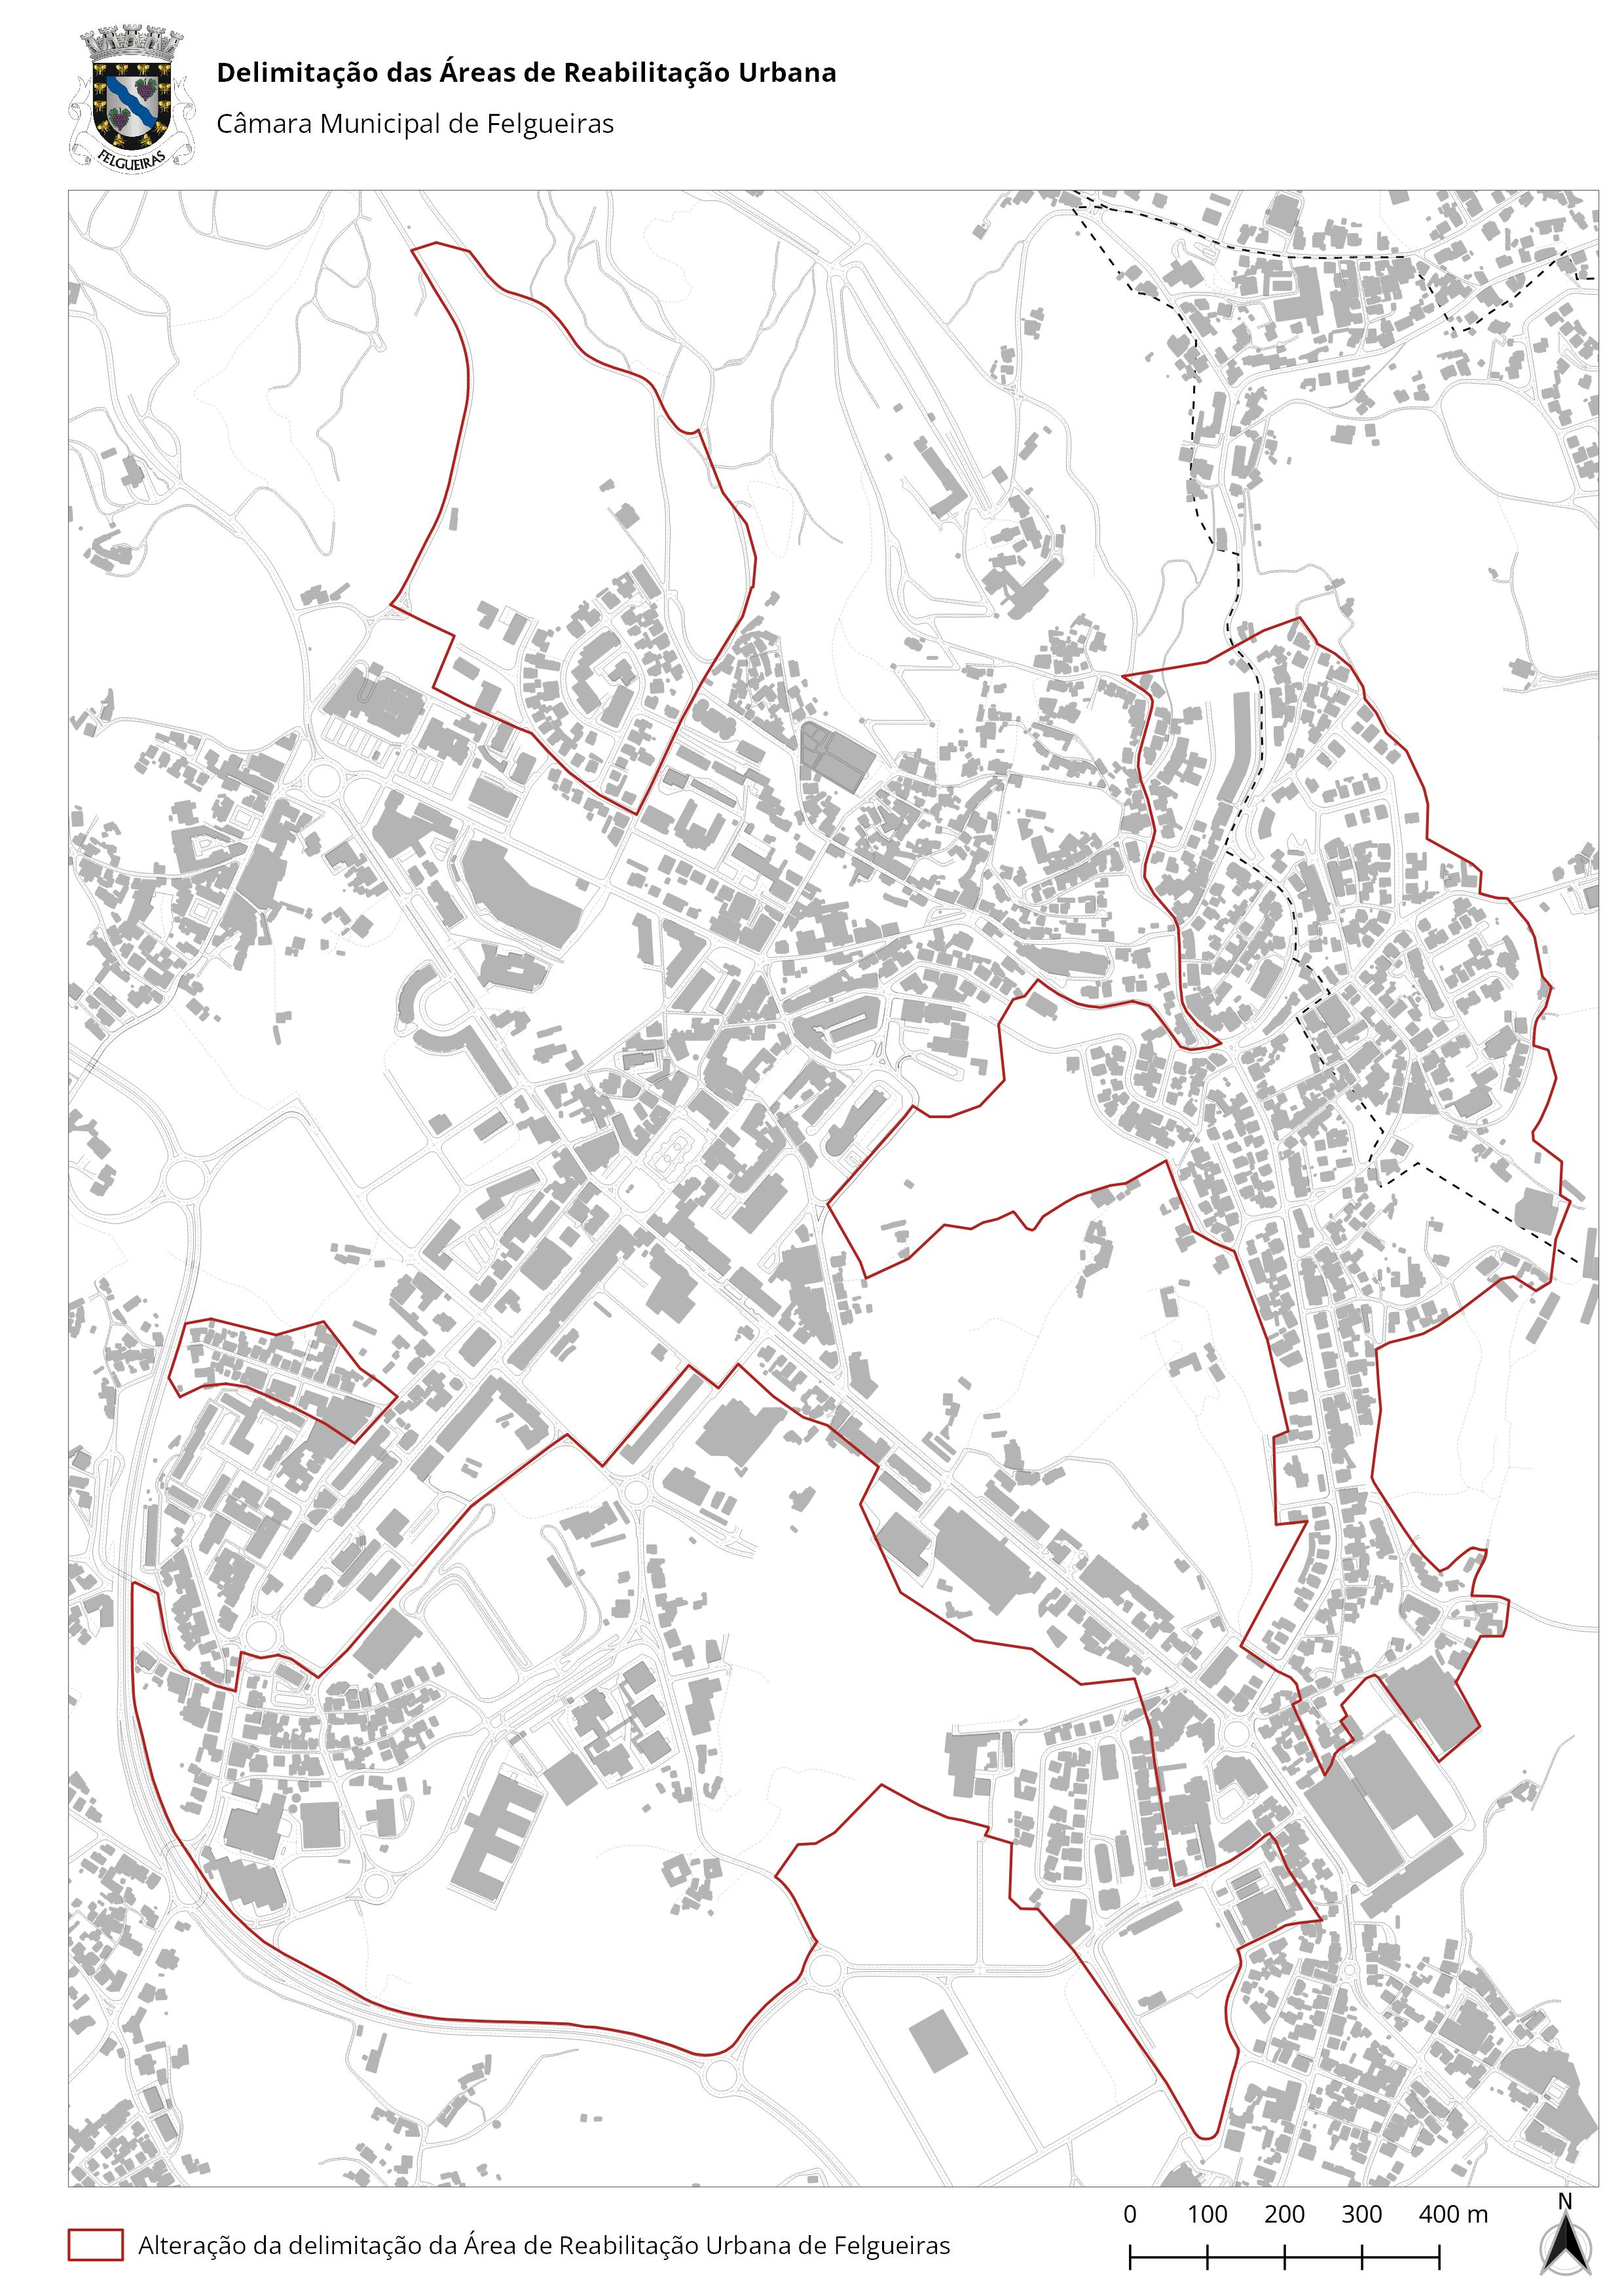 Delimitação das Áreas de Reabilitação Urbana
Câmara Municipal de Felgueiras
FELGUEIRAS
0 100 200 300 400 m
N
Alteração da delimitação da Área de Reabilitação Urbana de Felgueiras